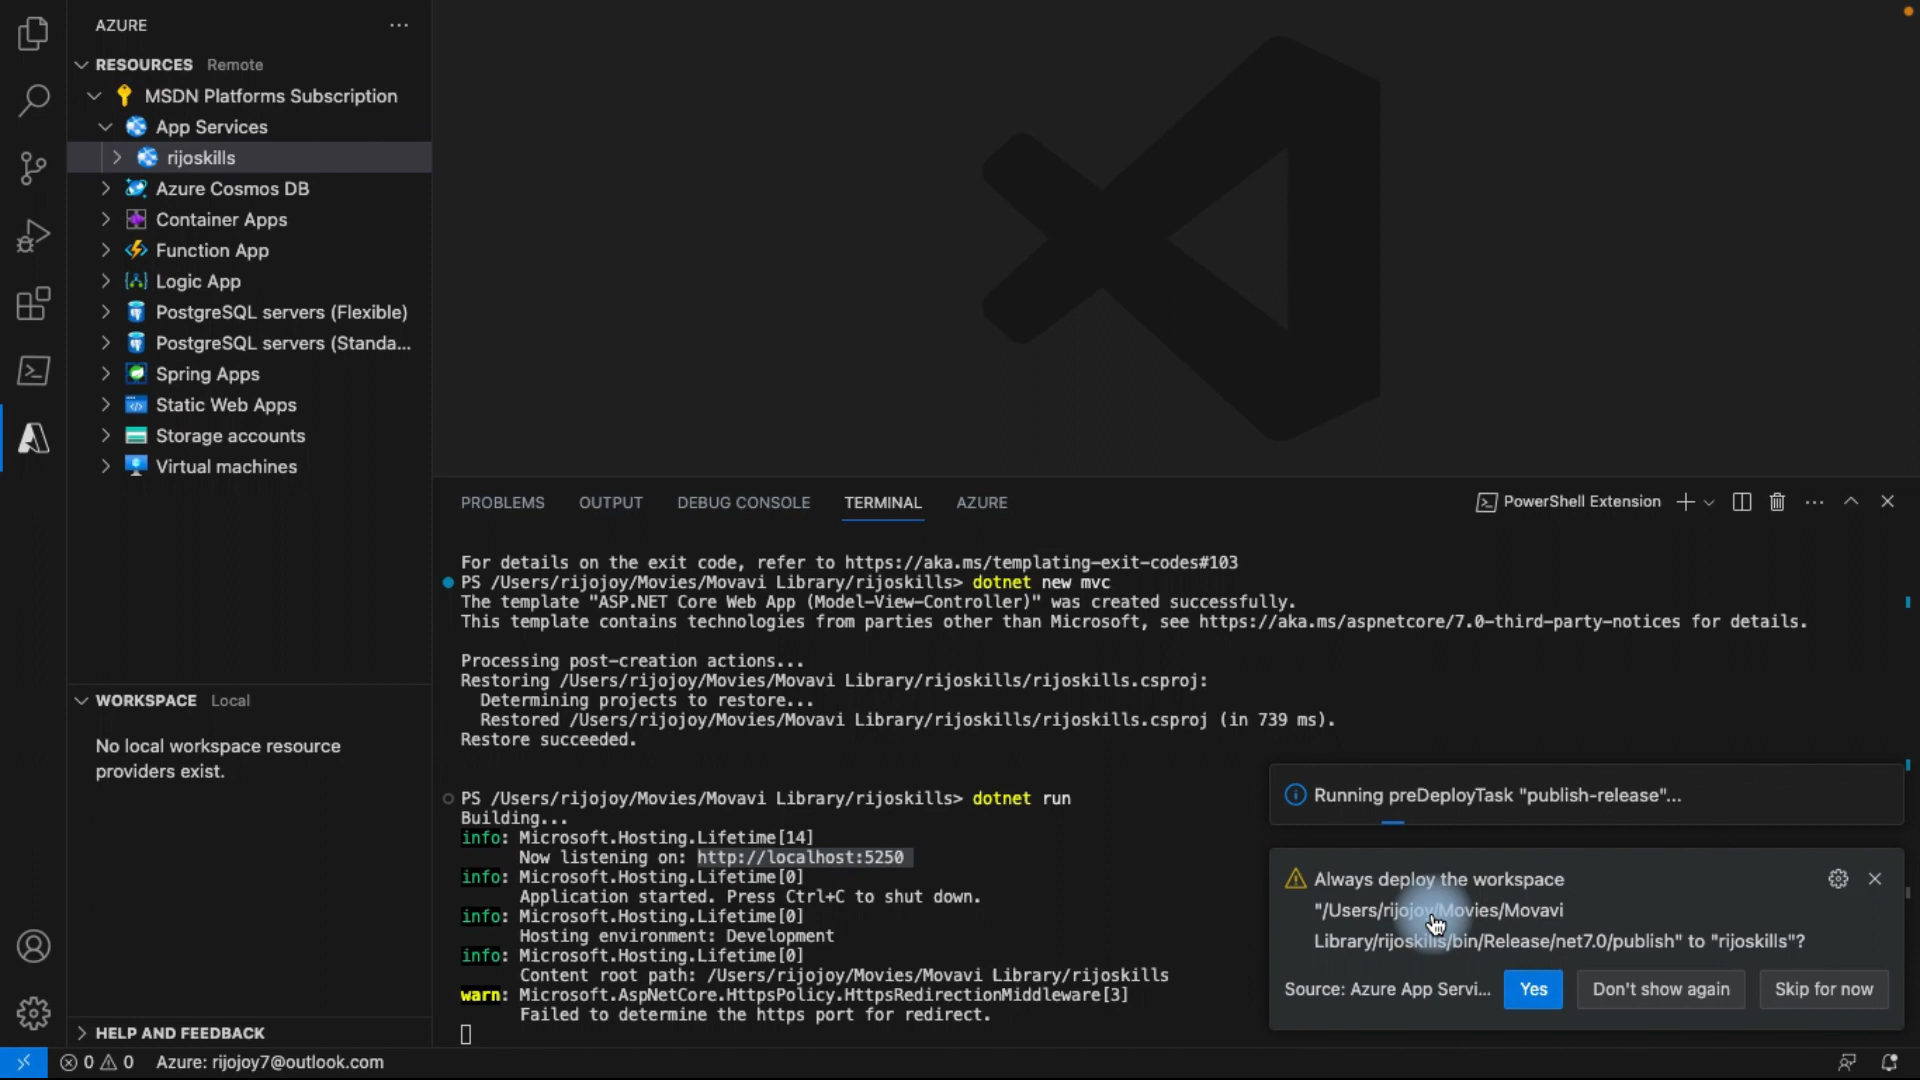 AZURE
RESOURCES Remote
MSDN Platforms Subscription
App Services
rijoskills
Azure Cosmos DB
Container Apps
Function App
Logic App
PostgreSQL servers (Flexible)
PostgreSQL servers (Standa...
Spring Apps
Static Web Apps
Storage accounts
Virtual machines
WORKSPACE Local
No local workspace resource
providers exist.
HELP AND FEEDBACK
PROBLEMS OUTPUT DEBUG CONSOLE TERMINAL AZURE
PowerShell Extension
For details on the exit code, refer to https://aka.ms/templating-exit-codes#103
PS /Users/rijojoy/Movies/Movavi Library/rijoskills> dotnet new mvc
The template "ASP.NET Core Web App (Model-View-Controller)" was created successfully.
This template contains technologies from parties other than Microsoft, see https://aka.ms/aspnetcore/7.0-third-party-notices for details.
Processing post-creation actions...
Restoring /Users/rijojoy/Movies/Movavi Library/rijoskills/rijoskills.csproj:
Determining projects to restore...
Restored /Users/rijojoy/Movies/Movavi Library/rijoskills/rijoskills.csproj (in 739 ms).
Restore succeeded.
PS /Users/rijojoy/Movies/Movavi Library/rijoskills> dotnet run
Building...
info: Microsoft.Hosting.Lifetime[14]
Now listening on: http://localhost:5250
info: Microsoft.Hosting.Lifetime[0]
Application started. Press Ctrl+C to shut down.
info: Microsoft.Hosting.Lifetime[0]
Hosting environment: Development
info: Microsoft.Hosting.Lifetime[0]
Content root path: /Users/rijojoy/Movies/Movavi Library/rijoskills
warn: Microsoft.AspNetCore.HttpsPolicy.HttpsRedirectionMiddleware[3]
Failed to determine the https port for redirect.
Running preDeployTask "publish-release"...
Always deploy the workspace
"/Users/rijojoy/Movies/Movavi
Library/rijoskills/bin/Release/net7.0/publish" to "rijoskills"?
Source: Azure App Servi... Yes Don't show again Skip for now
0 0 Azure: rijojoy7@outlook.com